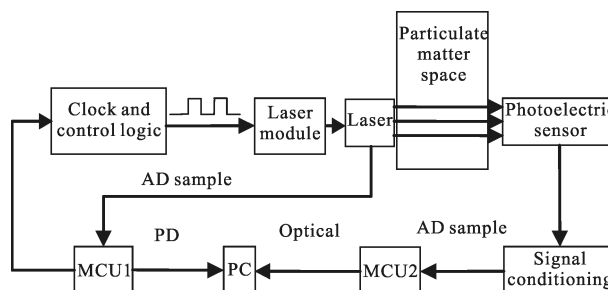 Particulate
matter
space
Clock and
control logic
Laser
module
Laser
Photoelectric
sensor
AD sample
PD
Optical
AD sample
MCU1
PC
MCU2
Signal
conditioning